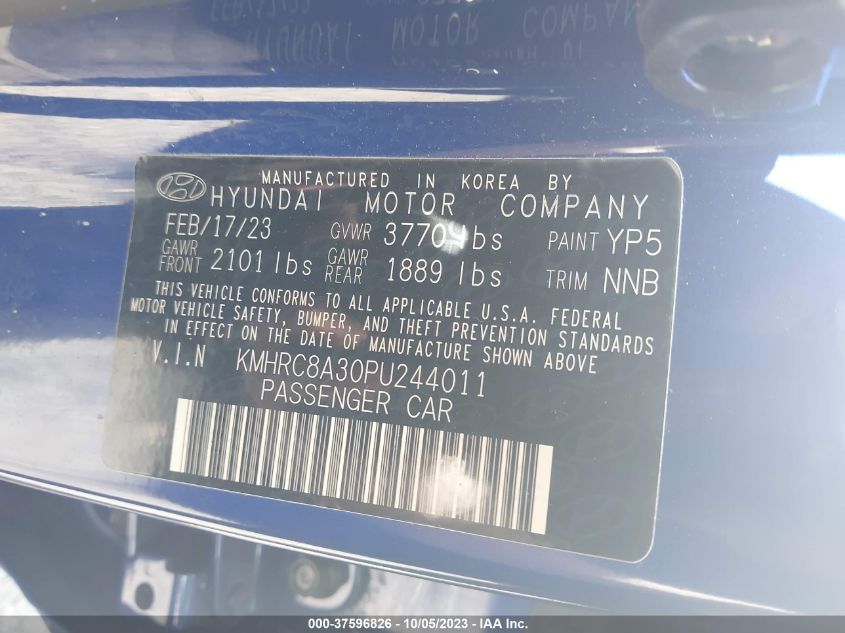 MANUFACTURED IN KOREA BY
HYUNDAI MOTOR COMPANY
FEB/17/23 GVWR 3770 lbs PAINT YP5
GAWR FRONT 2101 lbs GAWR REAR 1889 lbs TRIM NNB
THIS VEHICLE CONFORMS TO ALL APPLICABLE U.S.A. FEDERAL
MOTOR VEHICLE SAFETY, BUMPER, AND THEFT PREVENTION STANDARDS
IN EFFECT ON THE DATE OF MANUFACTURE SHOWN ABOVE
V.I.N KMHRC8A30PU244011
PASSENGER CAR
000-37596826 - 10/05/2023 - IAA Inc.